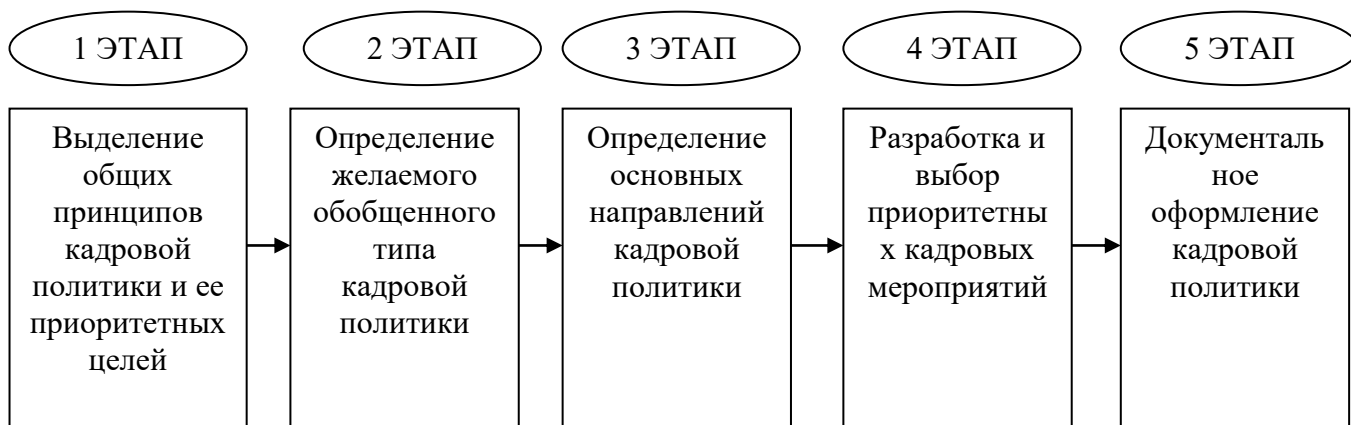 1 ЭТАП
2 ЭТАП
3 ЭТАП
4 ЭТАП
5 ЭТАП
Выделение
общих
принципов
кадровой
политики и ее
приоритетных
целей
Определение
желаемого
обобщенного
типа
кадровой
политики
Определение
основных
направлений
кадровой
политики
Разработка и
выбор
приоритетны
х кадровых
мероприятий
Документаль
ное
оформление
кадровой
политики